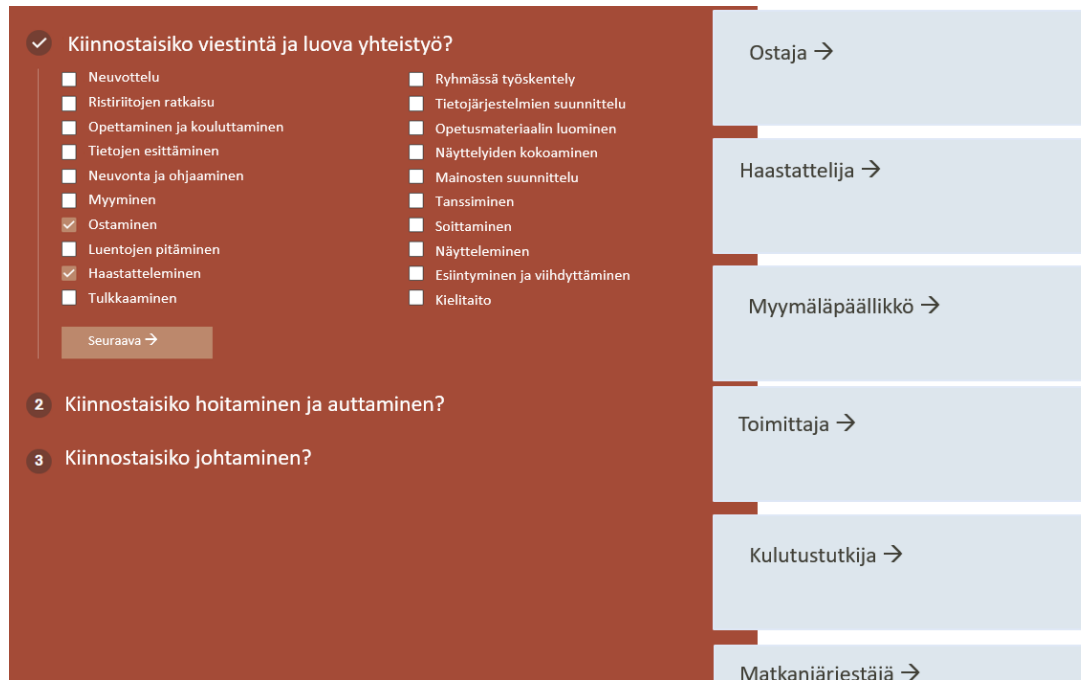 Kiinnostaisiko viestintä ja luova yhteistyö?
Neuvottelu
Ristiriitojen ratkaisu
Opettaminen ja kouluttaminen
Tietojen esittäminen
Neuvonta ja ohjaaminen
Myyminen
Ostaminen
Luentojen pitäminen
Haastatteleminen
Tulkkaaminen
Ryhmässä työskentely
Tietojärjestelmien suunnittelu
Opetusmateriaalin luominen
Näyttelyiden kokoaminen
Mainosten suunnittelu
Tanssiminen
Soittaminen
Näytteleminen
Esiintyminen ja viihdyttäminen
Kielitaito
Seuraava →
2 Kiinnostaisiko hoitaminen ja auttaminen?
3 Kiinnostaisiko johtaminen?
Ostaja →
Haastattelija →
Myymäläpäällikkö →
Toimittaja →
Kulutustutkija →
Matkanjärjestäjä →